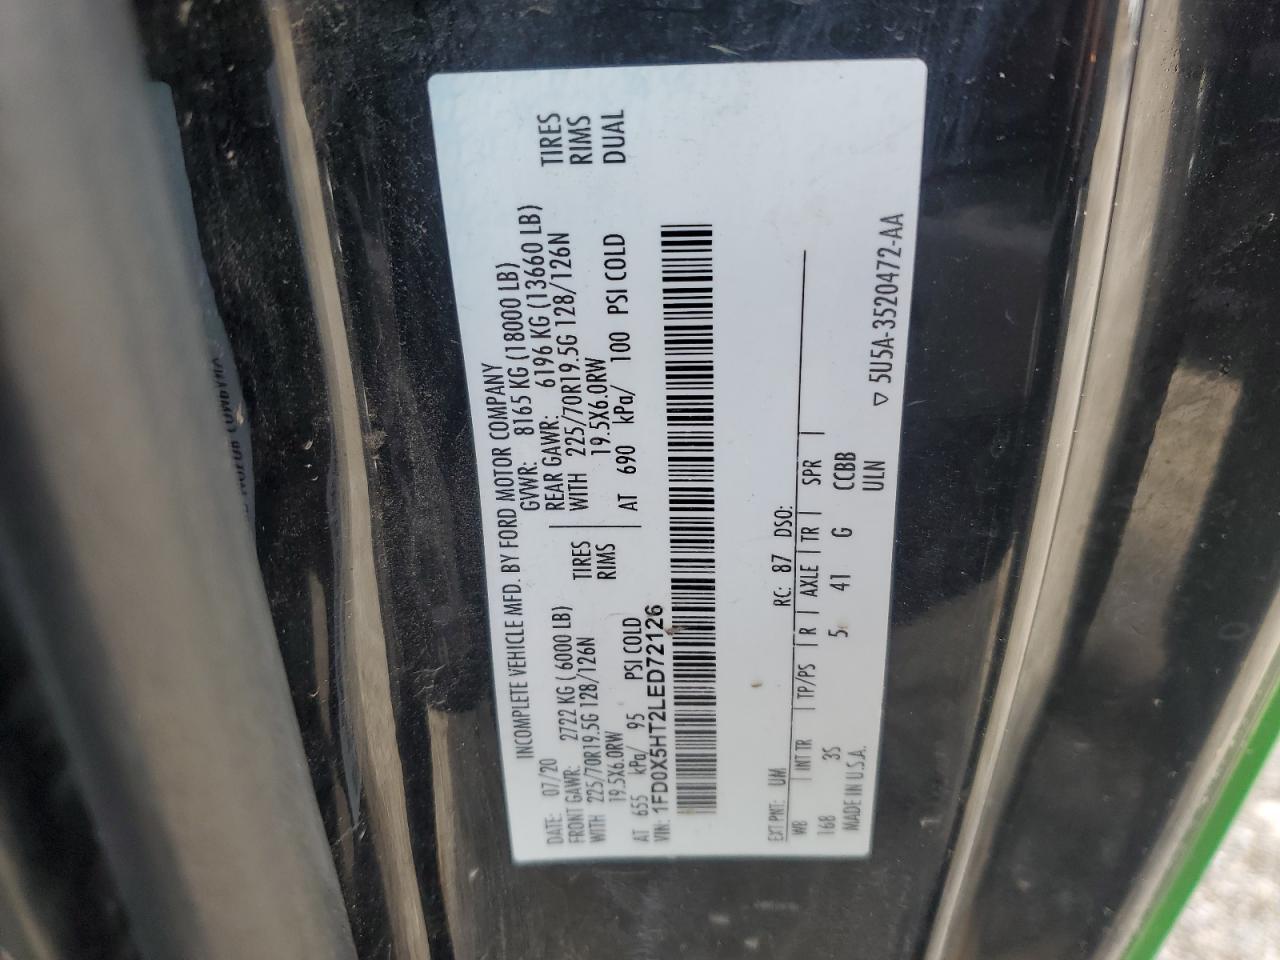 INCOMPLETE VEHICLE MFD. BY FORD MOTOR COMPANY
DATE: 07/20 GVWR: 8165 KG (18000 LB)
FRONT GAWR: 2722 KG (6000 LB) REAR GAWR: 6196 KG (13660 LB)
WITH 225/70R19.5G 128/126N TIRES WITH 225/70R19.5G 128/126N TIRES
19.5X6.0RW RIMS 19.5X6.0RW RIMS
AT 655 kPa/ 95 PSI COLD AT 690 kPa/ 100 PSI COLD DUAL
VIN: 1FD0X5HT2LED72126
EXT PNT: UM RC: 87 DSO:
WB INT TR TP/PS R AXLE TR SPR
168 3S 5 41 G CCBB
MADE IN U.S.A. ULN
5U5A-3520472-AA